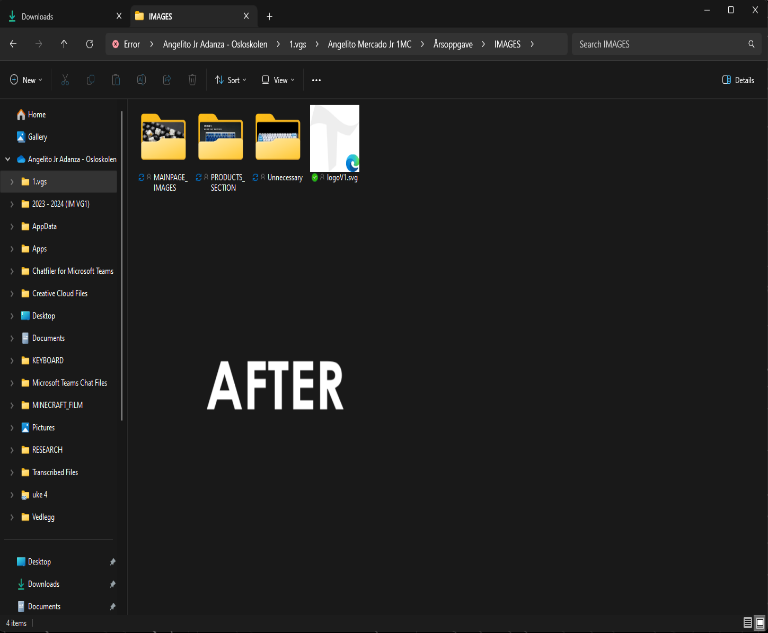 Downloads
IMAGES
Error > Angelito Jr Adanza - Osloskolen > 1.vgs > Angelito Mercado Jr 1MC > Årsoppgave > IMAGES >
Search IMAGES
New
Sort
View
Details
Home
Gallery
Angelito Jr Adanza - Osloskolen
1.vgs
2023 - 2024 (IM VG1)
AppData
Apps
Chatfiler for Microsoft Teams
Creative Cloud Files
Desktop
Documents
KEYBOARD
Microsoft Teams Chat Files
MINECRAFT_FILM
Pictures
RESEARCH
Transcribed Files
uke 4
Vedlegg
Desktop
Downloads
Documents
MAINPAGE_
IMAGES
PRODUCTS_
SECTION
Unnecessary
logoV1.svg
AFTER
4 items